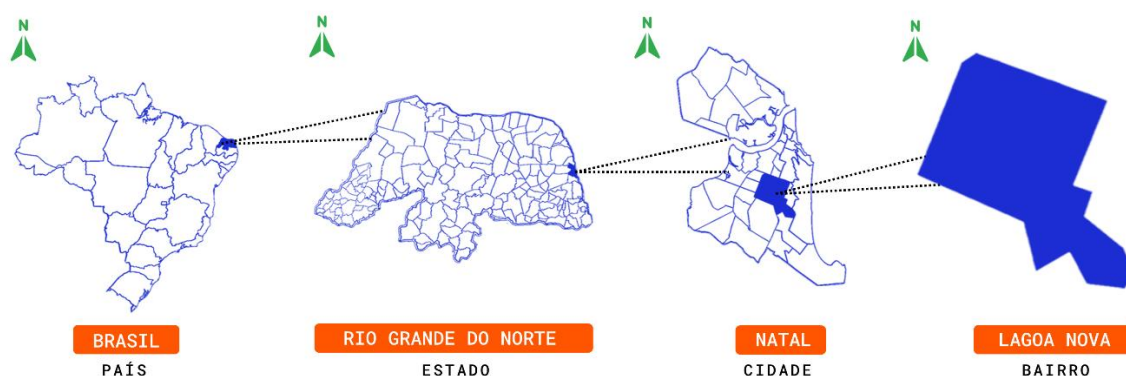 N
N
N
N
BRASIL
RIO GRANDE DO NORTE
NATAL
LAGOA NOVA
PAÍS
ESTADO
CIDADE
BAIRRO